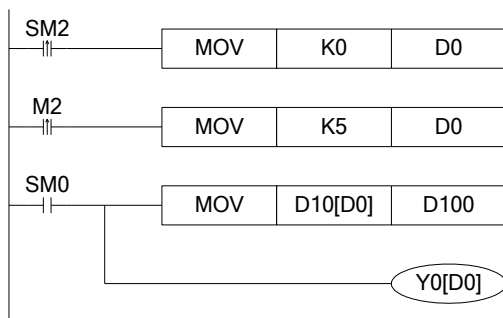 SM2
MOV K0 D0
M2
MOV K5 D0
SM0
MOV D10[D0] D100
Y0[D0]